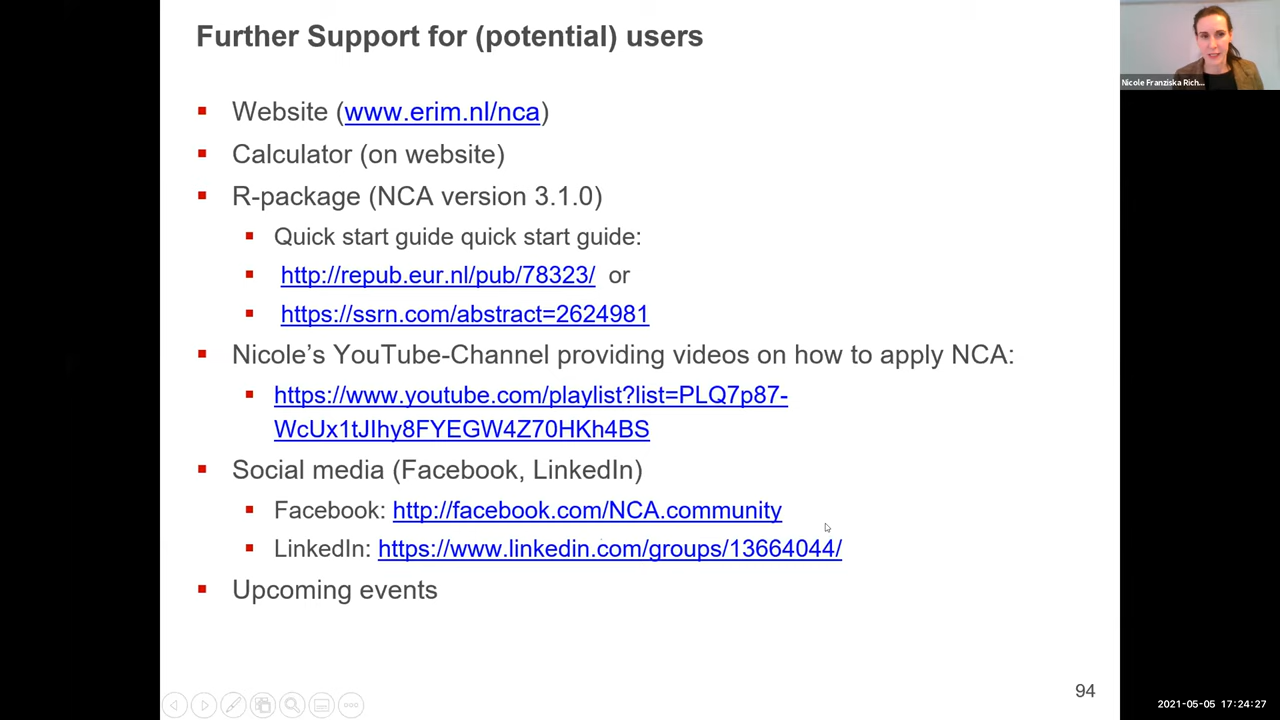 Further Support for (potential) users
Nicole Franziska Rich...
Website (www.erim.nl/nca)
Calculator (on website)
R-package (NCA version 3.1.0)
Quick start guide quick start guide:
http://repub.eur.nl/pub/78323/ or
https://ssrn.com/abstract=2624981
Nicole’s YouTube-Channel providing videos on how to apply NCA:
https://www.youtube.com/playlist?list=PLQ7p87-
WcUx1tJIhy8FYEGW4Z70HKh4BS
Social media (Facebook, LinkedIn)
Facebook: http://facebook.com/NCA.community
LinkedIn: https://www.linkedin.com/groups/13664044/
Upcoming events
94
2021-05-05 17:24:27